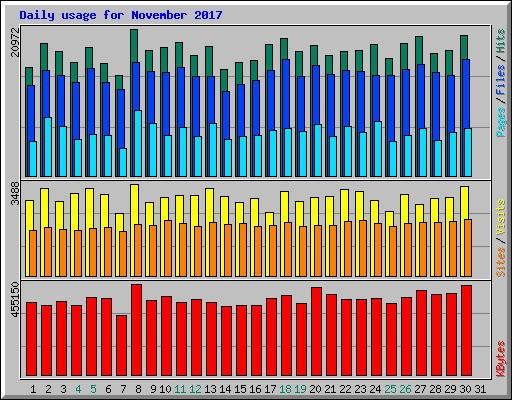 Daily usage for November 2017
29972
Pages / Files / Hits
3488
Sites / Visits
455150
KBytes
1 2 3 4 5 6 7 8 9 10 11 12 13 14 15 16 17 18 19 20 21 22 23 24 25 26 27 28 29 30 31